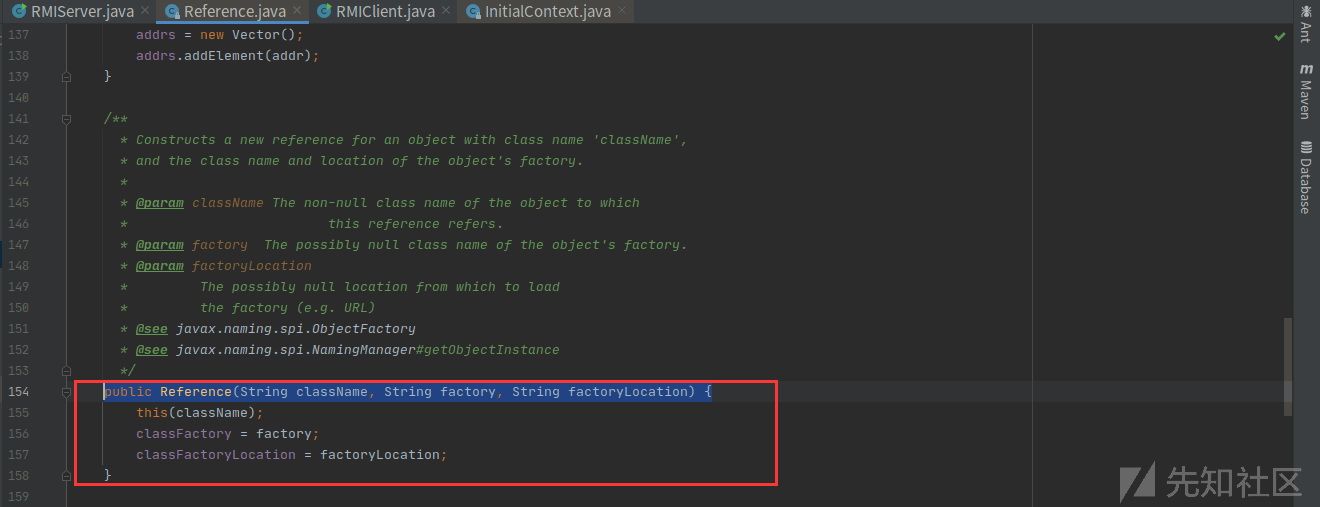 RMIServer.java × Reference.java × RMIClient.java × InitialContext.java ×
137 addrs = new Vector();
138 addrs.addElement(addr);
139 }
140
141 /**
142 * Constructs a new reference for an object with class name 'className',
143 * and the class name and location of the object's factory.
144 *
145 * @param className The non-null class name of the object to which
146 * this reference refers.
147 * @param factory The possibly null class name of the object's factory.
148 * @param factoryLocation
149 * The possibly null location from which to load
150 * the factory (e.g. URL)
151 * @see javax.naming.spi.ObjectFactory
152 * @see javax.naming.spi.NamingManager#getObjectInstance
153 */
154 public Reference(String className, String factory, String factoryLocation) {
155 this(className);
156 classFactory = factory;
157 classFactoryLocation = factoryLocation;
158 }
159
Ant
m Maven
Database
先知社区